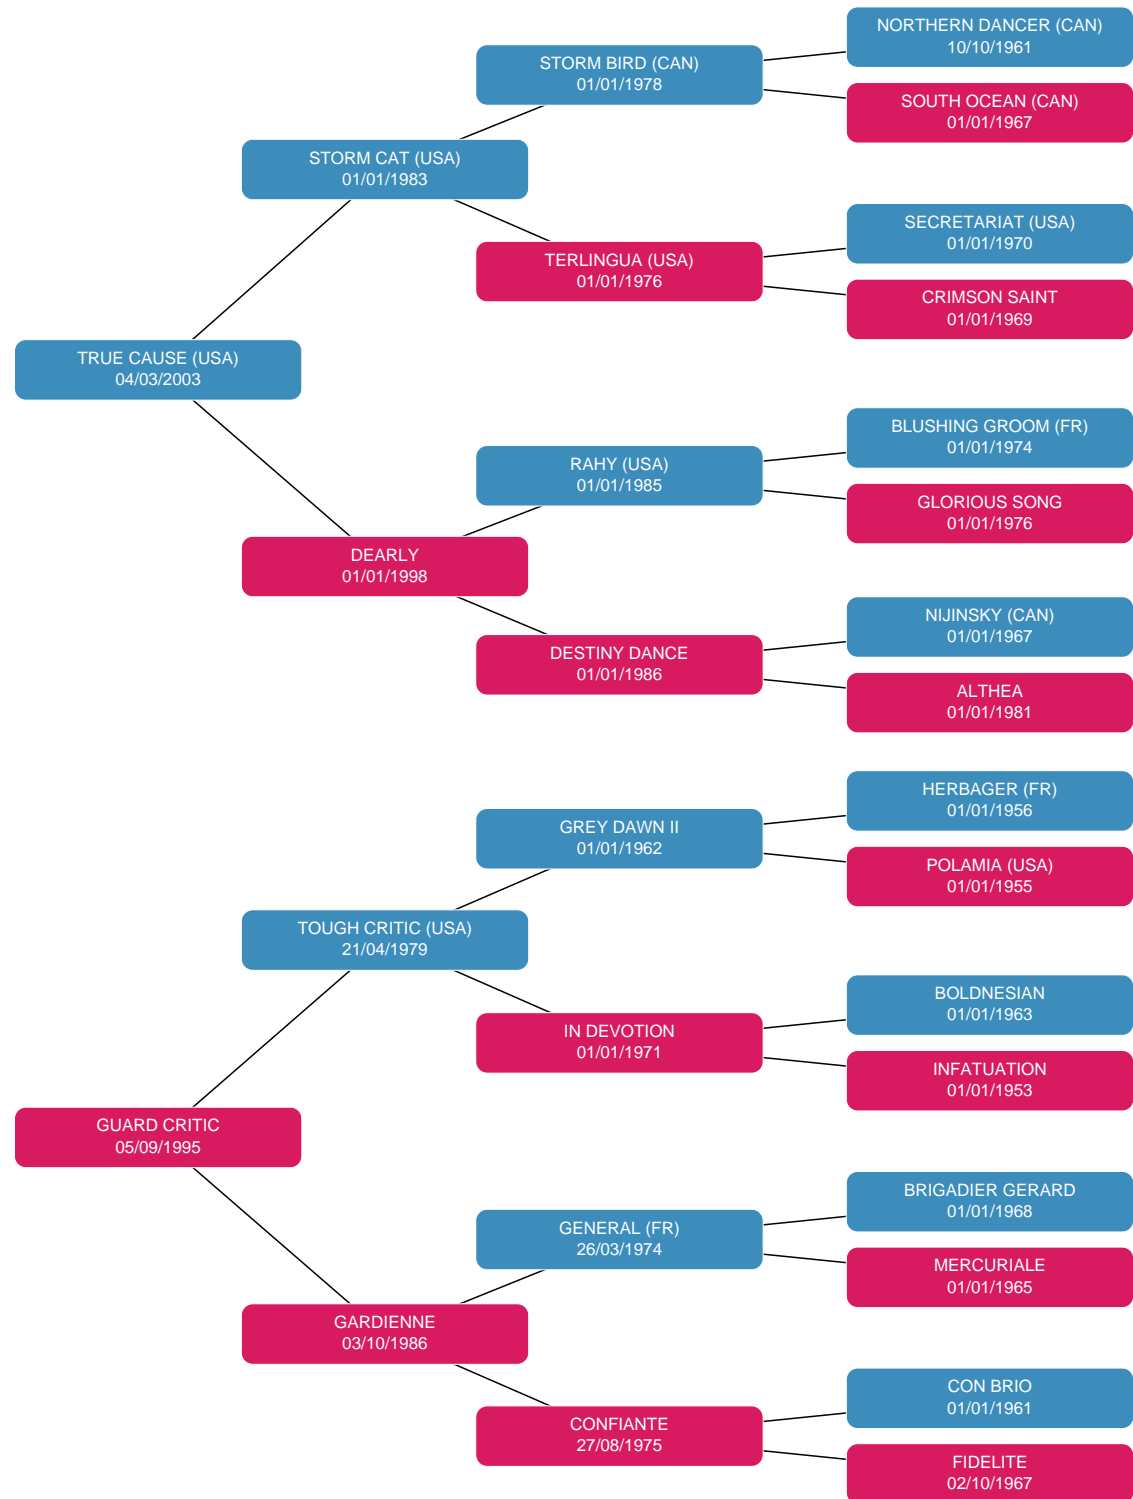 NORTHERN DANCER (CAN)
10/10/1961
STORM BIRD (CAN)
01/01/1978
SOUTH OCEAN (CAN)
01/01/1967
STORM CAT (USA)
01/01/1983
SECRETARIAT (USA)
01/01/1970
TERLINGUA (USA)
01/01/1976
CRIMSON SAINT
01/01/1969
TRUE CAUSE (USA)
04/03/2003
BLUSHING GROOM (FR)
01/01/1974
RAHY (USA)
01/01/1985
GLORIOUS SONG
01/01/1976
DEARLY
01/01/1998
NIJINSKY (CAN)
01/01/1967
DESTINY DANCE
01/01/1986
ALTHEA
01/01/1981
HERBAGER (FR)
01/01/1956
GREY DAWN II
01/01/1962
POLAMIA (USA)
01/01/1955
TOUGH CRITIC (USA)
21/04/1979
BOLDNESIAN
01/01/1963
IN DEVOTION
01/01/1971
INFATUATION
01/01/1953
GUARD CRITIC
05/09/1995
BRIGADIER GERARD
01/01/1968
GENERAL (FR)
26/03/1974
MERCURIALE
01/01/1965
GARDIENNE
03/10/1986
CON BRIO
01/01/1961
CONFIANTE
27/08/1975
FIDELITE
02/10/1967